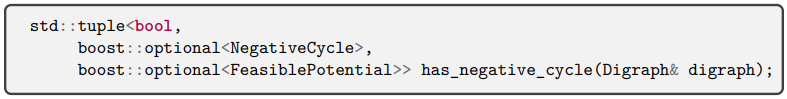 std::tuple<bool,
boost::optional<NegativeCycle>,
boost::optional<FeasiblePotential>> has_negative_cycle(Digraph& digraph);